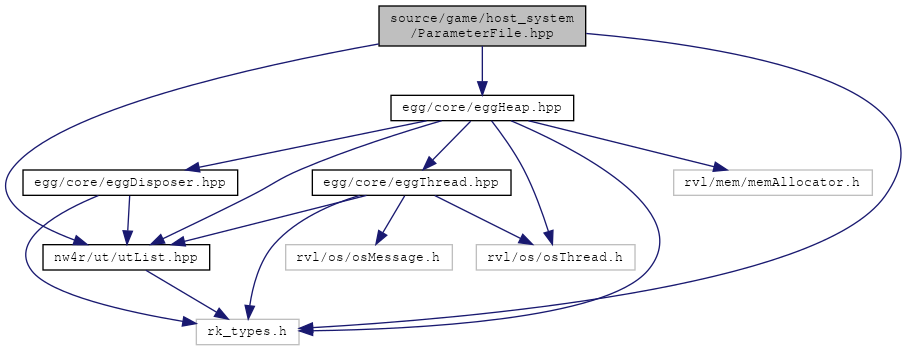 source/game/host_system
/ParameterFile.hpp
egg/core/eggHeap.hpp
egg/core/eggDisposer.hpp
egg/core/eggThread.hpp
rvl/mem/memAllocator.h
nw4r/ut/utList.hpp
rvl/os/osMessage.h
rvl/os/osThread.h
rk_types.h